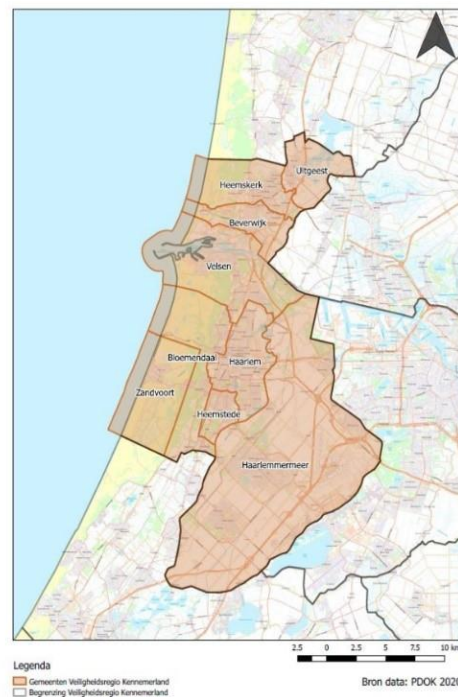 Uitgeest
Heemskerk
Beverwijk
Velsen
Bloemendaal
Haarlem
Zandvoort
Heemstede
Haarlemmermeer
2.5 0 2.5 5 7.5 10 km
Legenda
Gemeenten Veiligheidsregio Kennemerland
Begrenzing Veiligheidsregio Kennemerland
Bron data: PDOK 2020